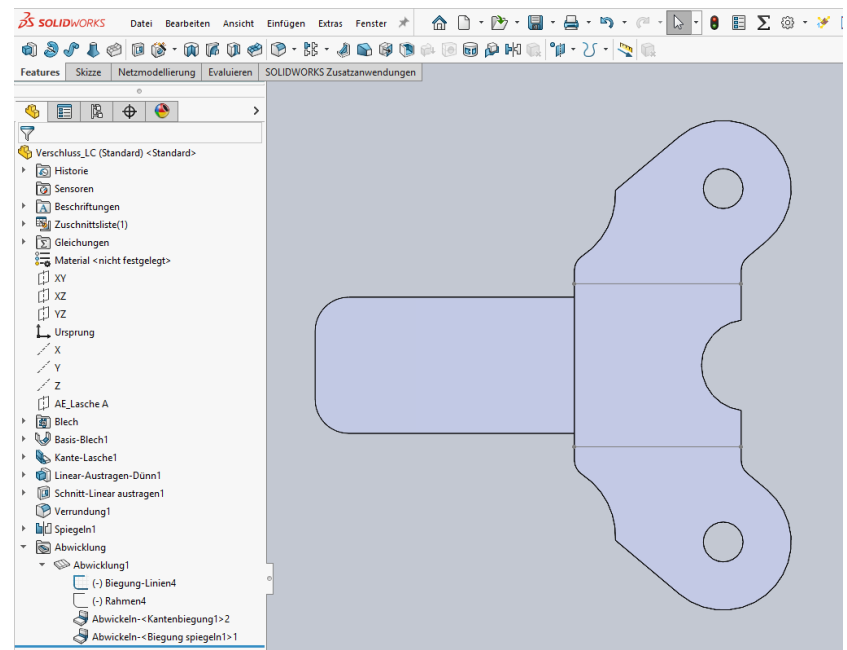 SOLIDWORKS Datei Bearbeiten Ansicht Einfügen Extras Fenster
Features Skizze Netzmodellierung Evaluieren SOLIDWORKS Zusatzanwendungen
Verschluss_LC (Standard) <Standard>
Historie
Sensoren
Beschriftungen
Zuschnittsliste(1)
Gleichungen
Material <nicht festgelegt>
XY
XZ
YZ
Ursprung
X
Y
Z
AE_Lasche A
Blech
Basis-Blech1
Kante-Lasche1
Linear-Austragen-Dünn1
Schnitt-Linear austragen1
Verrundung1
Spiegeln1
Abwicklung
Abwicklung1
(-) Biegung-Linien4
(-) Rahmen4
Abwickeln-<Kantenbiegung1>2
Abwickeln-<Biegung spiegeln1>1